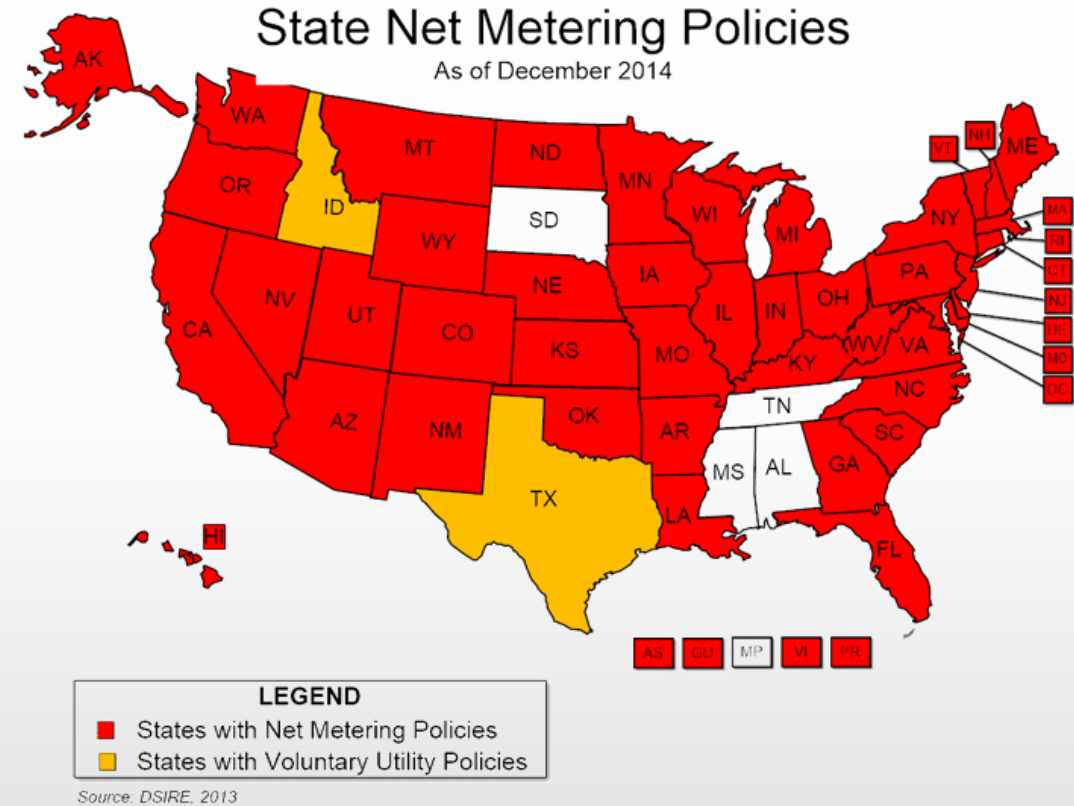 State Net Metering Policies
As of December 2014
AK
WA
MT
ND
MN
VT
NH
ME
OR
ID
SD
WI
MI
NY
MA
WY
RI
IA
NE
PA
CT
NV
UT
CO
IL
IN
OH
NJ
CA
KS
MO
WV
VA
DE
KY
MD
DC
NC
TN
AZ
NM
OK
AR
SC
MS
AL
GA
TX
LA
HI
FL
AS
GU
MP
VI
PR
LEGEND
States with Net Metering Policies
States with Voluntary Utility Policies
Source: DSIRE, 2013